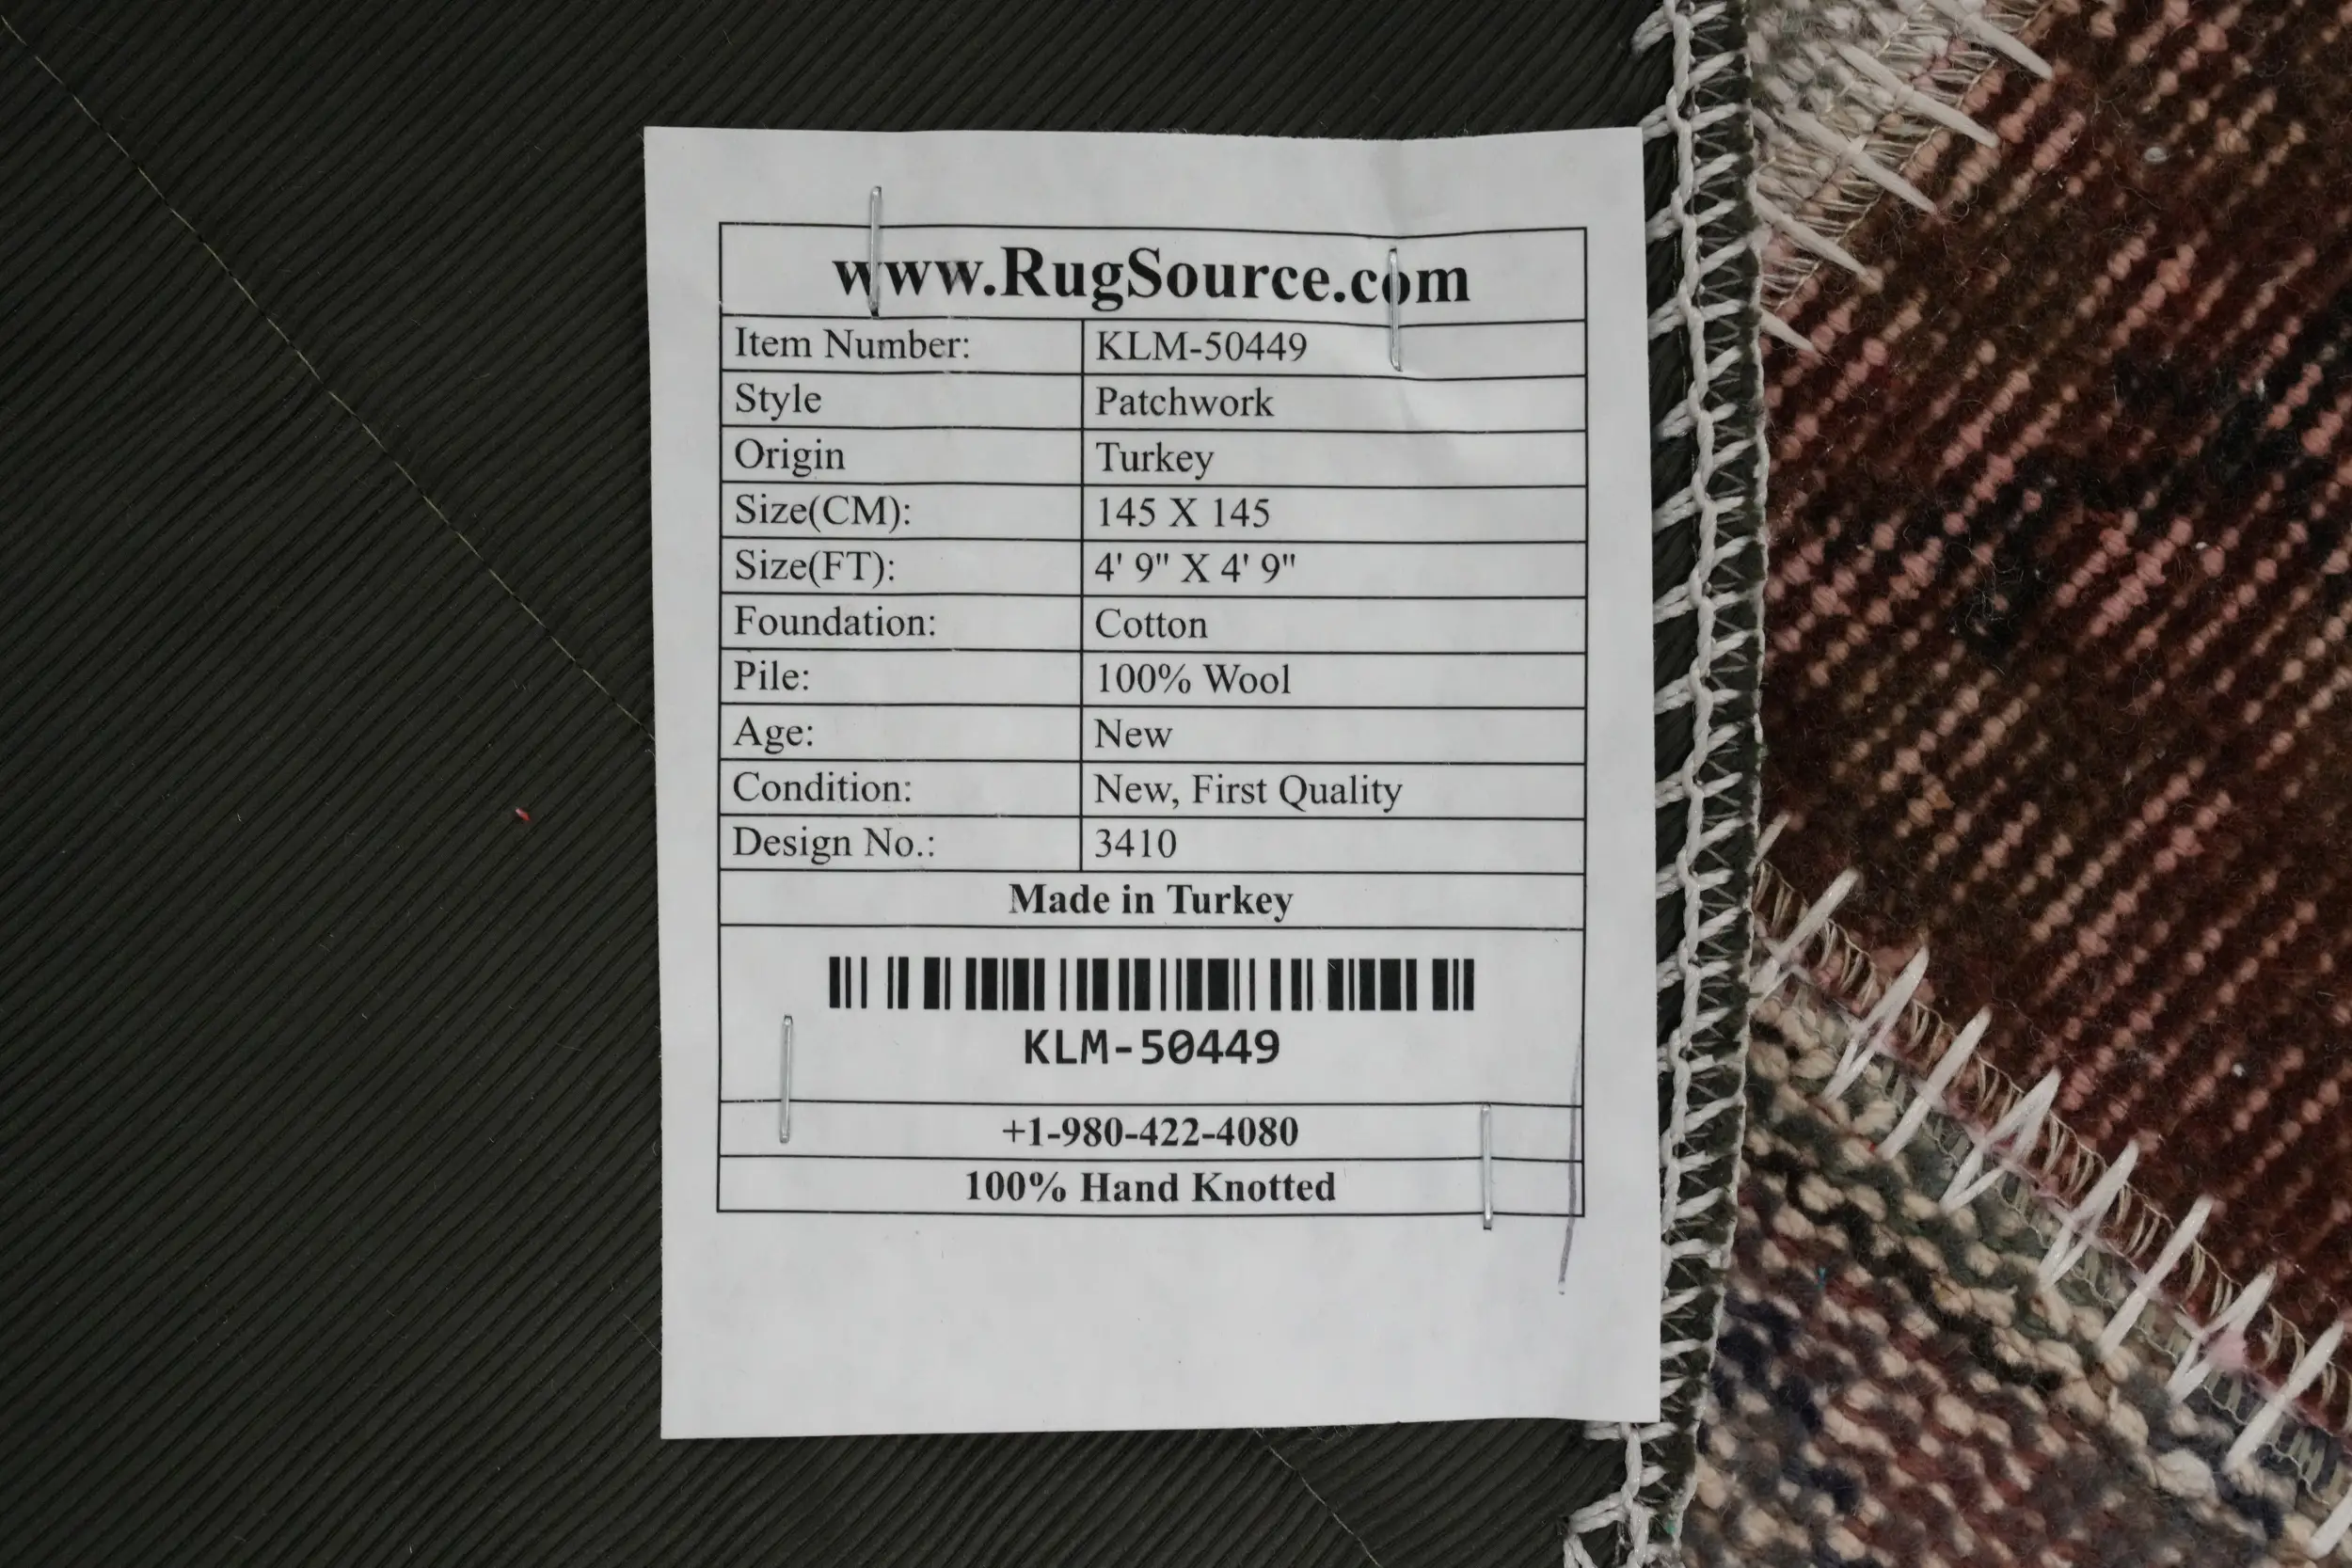 www.RugSource.com
Item Number: KLM-50449
Style Patchwork
Origin Turkey
Size(CM): 145 X 145
Size(FT): 4' 9" X 4' 9"
Foundation: Cotton
Pile: 100% Wool
Age: New
Condition: New, First Quality
Design No.: 3410
Made in Turkey
KLM-50449
+1-980-422-4080
100% Hand Knotted